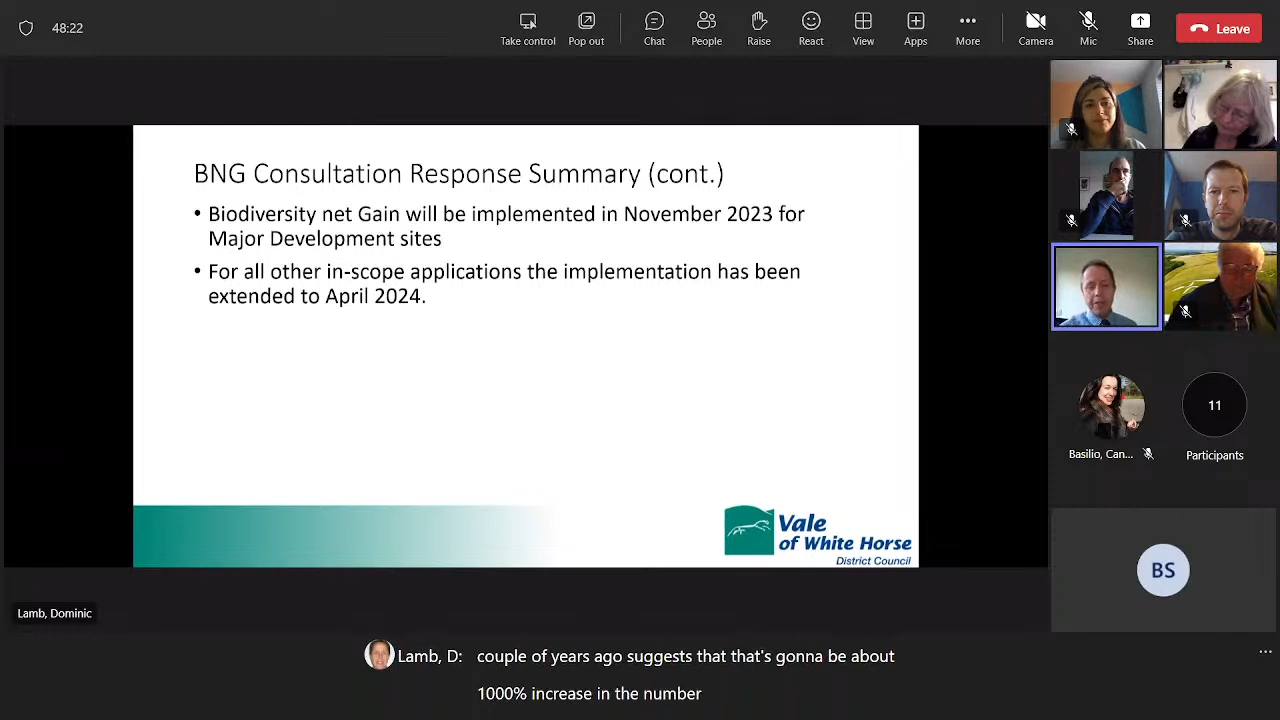 48:22
Take control
Pop out
Chat
People
Raise
React
View
Apps
More
Camera
Mic
Share
Leave
BNG Consultation Response Summary (cont.)
• Biodiversity net Gain will be implemented in November 2023 for
Major Development sites
• For all other in-scope applications the implementation has been
extended to April 2024.
Vale
of White Horse
District Council
Basilio, Can...
11
Participants
BS
Lamb, Dominic
Lamb, D: couple of years ago suggests that that's gonna be about
1000% increase in the number